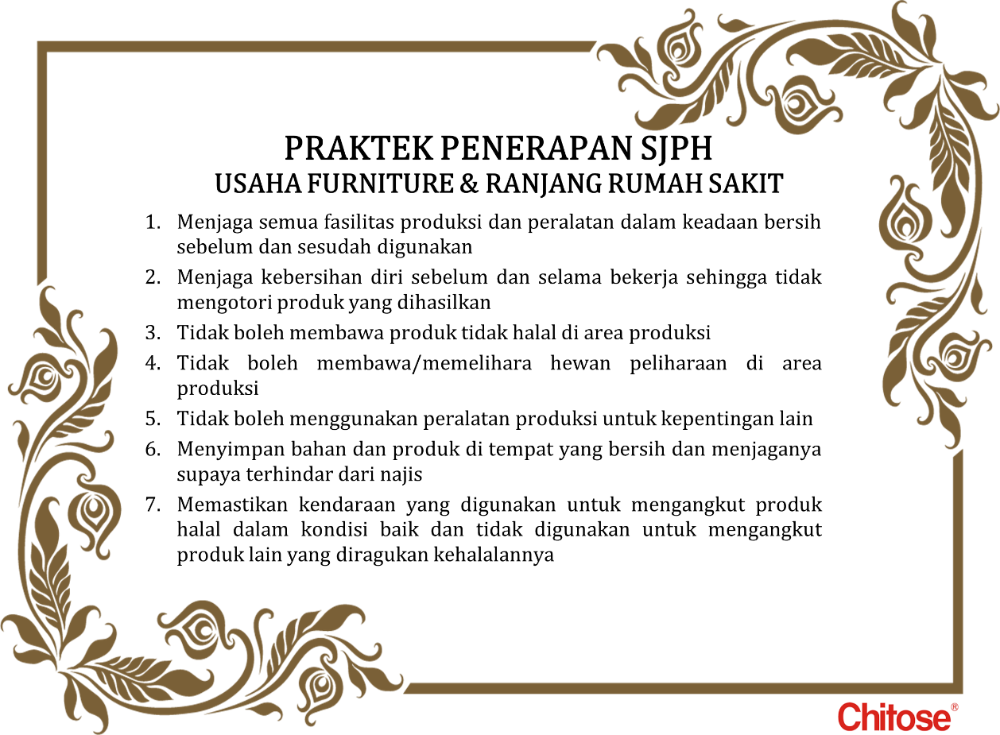 PRAKTEK PENERAPAN SJPH
USAHA FURNITURE & RANJANG RUMAH SAKIT
1. Menjaga semua fasilitas produksi dan peralatan dalam keadaan bersih
sebelum dan sesudah digunakan
2. Menjaga kebersihan diri sebelum dan selama bekerja sehingga tidak
mengotori produk yang dihasilkan
3. Tidak boleh membawa produk tidak halal di area produksi
4. Tidak boleh membawa/memelihara hewan peliharaan di area
produksi
5. Tidak boleh menggunakan peralatan produksi untuk kepentingan lain
6. Menyimpan bahan dan produk di tempat yang bersih dan menjaganya
supaya terhindar dari najis
7. Memastikan kendaraan yang digunakan untuk mengangkut produk
halal dalam kondisi baik dan tidak digunakan untuk mengangkut
produk lain yang diragukan kehalalannya
Chitose®